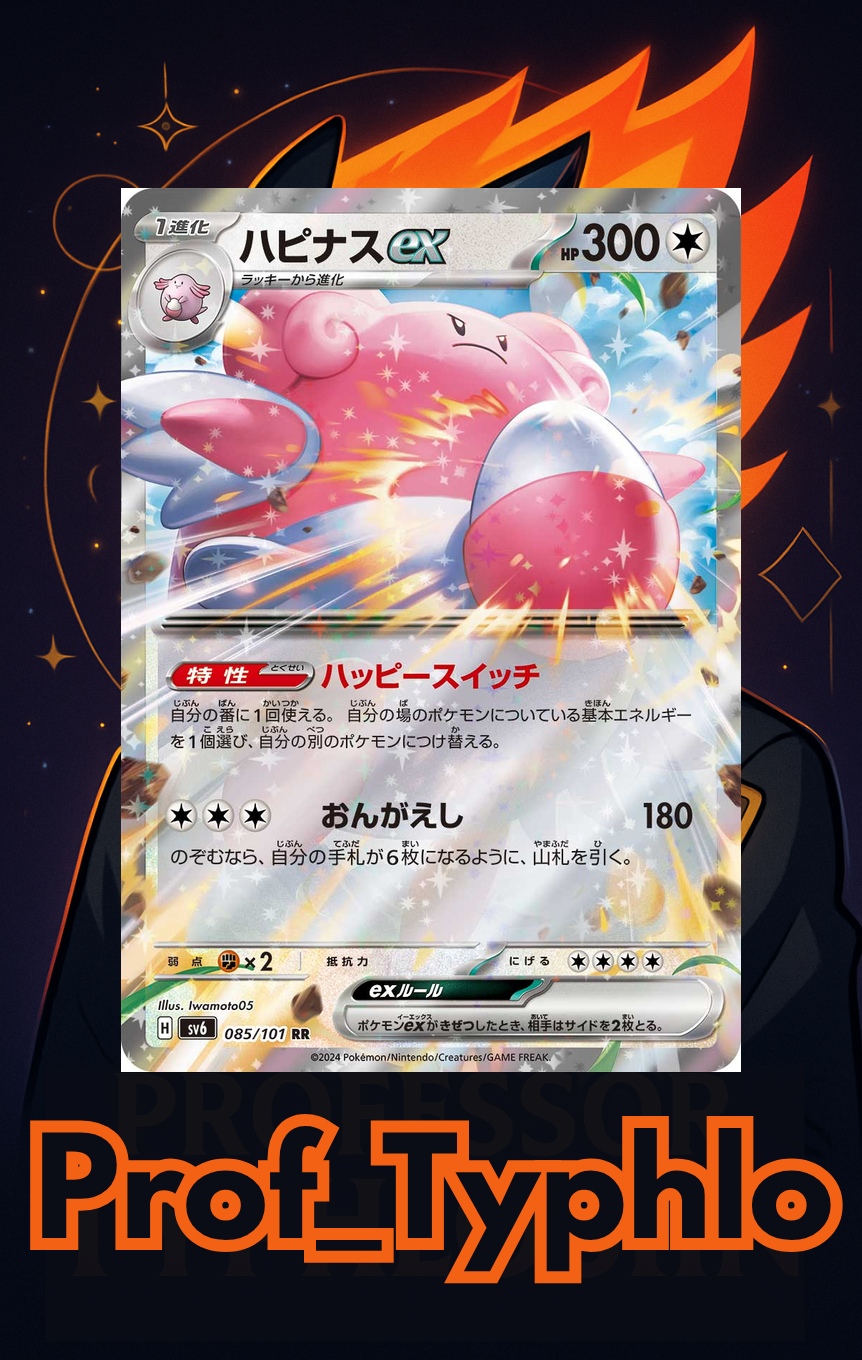 1進化
ハピナスex
HP300
ラッキーから進化
特性 とくせい ハッピースイッチ
自分の番に1回使える。自分の場のポケモンについている基本エネルギー
を1個選び、自分の別のポケモンにつけ替える。
おんがえし 180
のぞむなら、自分の手札が6枚になるように、山札を引く。
弱点 ×2 抵抗力 にげる
exルール
ポケモンexがきぜつしたとき、相手はサイドを2枚とる。
Illus. Iwamoto05
H sv6 085/101 RR
©2024 Pokémon/Nintendo/Creatures/GAME FREAK.
PROFESSOR
Prof_Typhlo